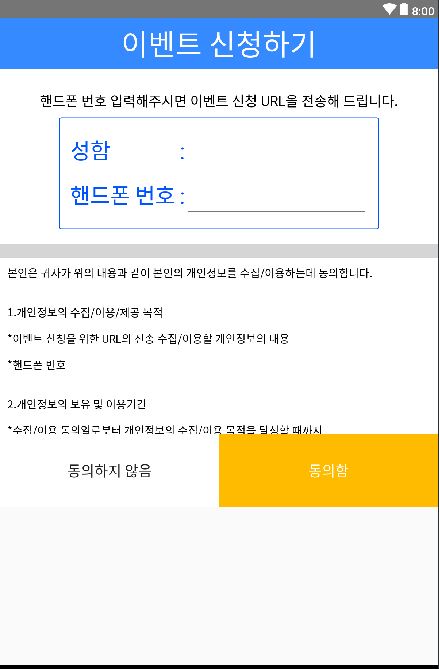 8:00
이벤트 신청하기
핸드폰 번호 입력해주시면 이벤트 신청 URL을 전송해 드립니다.
성함 :
핸드폰 번호 :
본인은 귀사가 위의 내용과 같이 본인의 개인정보를 수집/이용하는데 동의합니다.
1.개인정보의 수집/이용/제공 목적
*이벤트 신청을 위한 URL의 전송 수집/이용할 개인정보의 내용
*핸드폰 번호
2.개인정보의 보유 및 이용기간
*수집/이용 동의일로부터 개인정보의 수집/이용 목적을 달성할 때까지
동의하지 않음 동의함